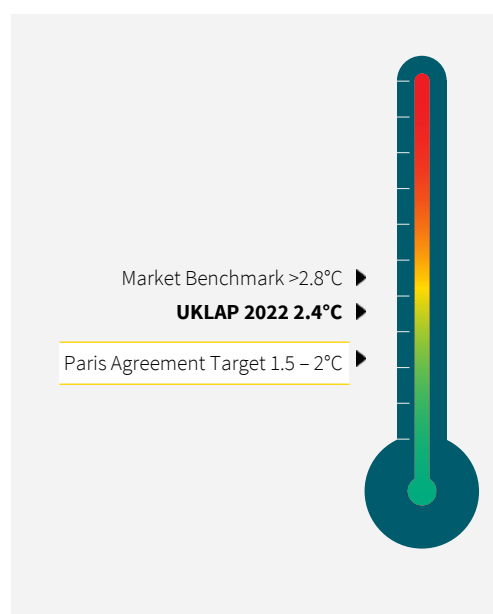 Market Benchmark >2.8°C
UKLAP 2022 2.4°C
Paris Agreement Target 1.5 – 2°C